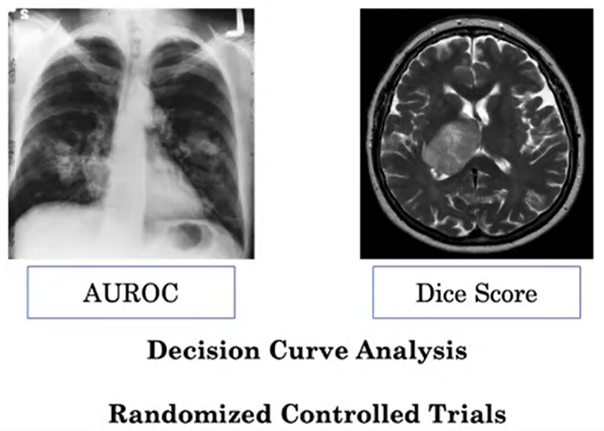 S
AUROC
Dice Score
Decision Curve Analysis
Randomized Controlled Trials